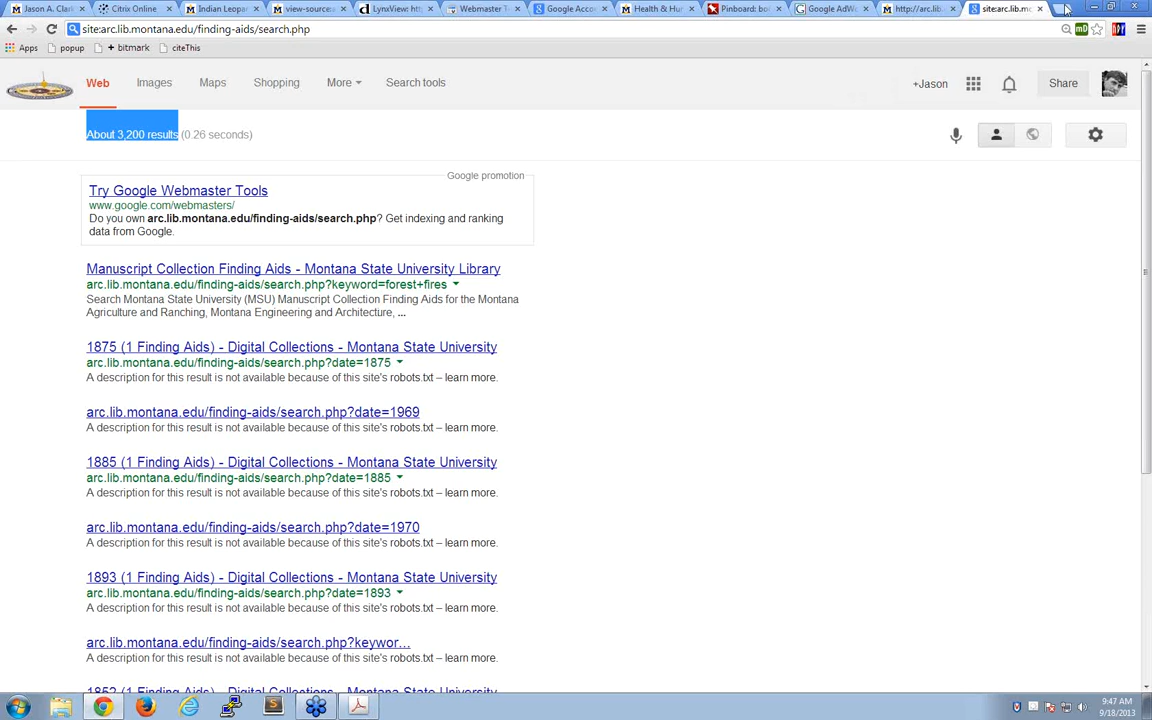 Jason A. Clark
Citrix Online
Indian Leopar
view-source:
LynxView: ht
Webmaster T
Google Acco
Health & Hu
Pinboard: bo
Google AdWo
http://arc.lib.
site:arc.lib.mo
site:arc.lib.montana.edu/finding-aids/search.php
Apps
popup
+ bitmark
citeThis
Web
Images
Maps
Shopping
More
Search tools
+Jason
Share
About 3,200 results (0.26 seconds)
Google promotion
Try Google Webmaster Tools
www.google.com/webmasters/
Do you own arc.lib.montana.edu/finding-aids/search.php? Get indexing and ranking
data from Google.
Manuscript Collection Finding Aids - Montana State University Library
arc.lib.montana.edu/finding-aids/search.php?keyword=forest+fires
Search Montana State University (MSU) Manuscript Collection Finding Aids for the Montana
Agriculture and Ranching, Montana Engineering and Architecture, ...
1875 (1 Finding Aids) - Digital Collections - Montana State University
arc.lib.montana.edu/finding-aids/search.php?date=1875
A description for this result is not available because of this site's robots.txt – learn more.
arc.lib.montana.edu/finding-aids/search.php?date=1969
A description for this result is not available because of this site's robots.txt – learn more.
1885 (1 Finding Aids) - Digital Collections - Montana State University
arc.lib.montana.edu/finding-aids/search.php?date=1885
A description for this result is not available because of this site's robots.txt – learn more.
arc.lib.montana.edu/finding-aids/search.php?date=1970
A description for this result is not available because of this site's robots.txt – learn more.
1893 (1 Finding Aids) - Digital Collections - Montana State University
arc.lib.montana.edu/finding-aids/search.php?date=1893
A description for this result is not available because of this site's robots.txt – learn more.
arc.lib.montana.edu/finding-aids/search.php?keywor...
A description for this result is not available because of this site's robots.txt – learn more.
1852 (1 Finding Aids) - Digital Collections - Montana State University
9:47 AM
9/18/2013